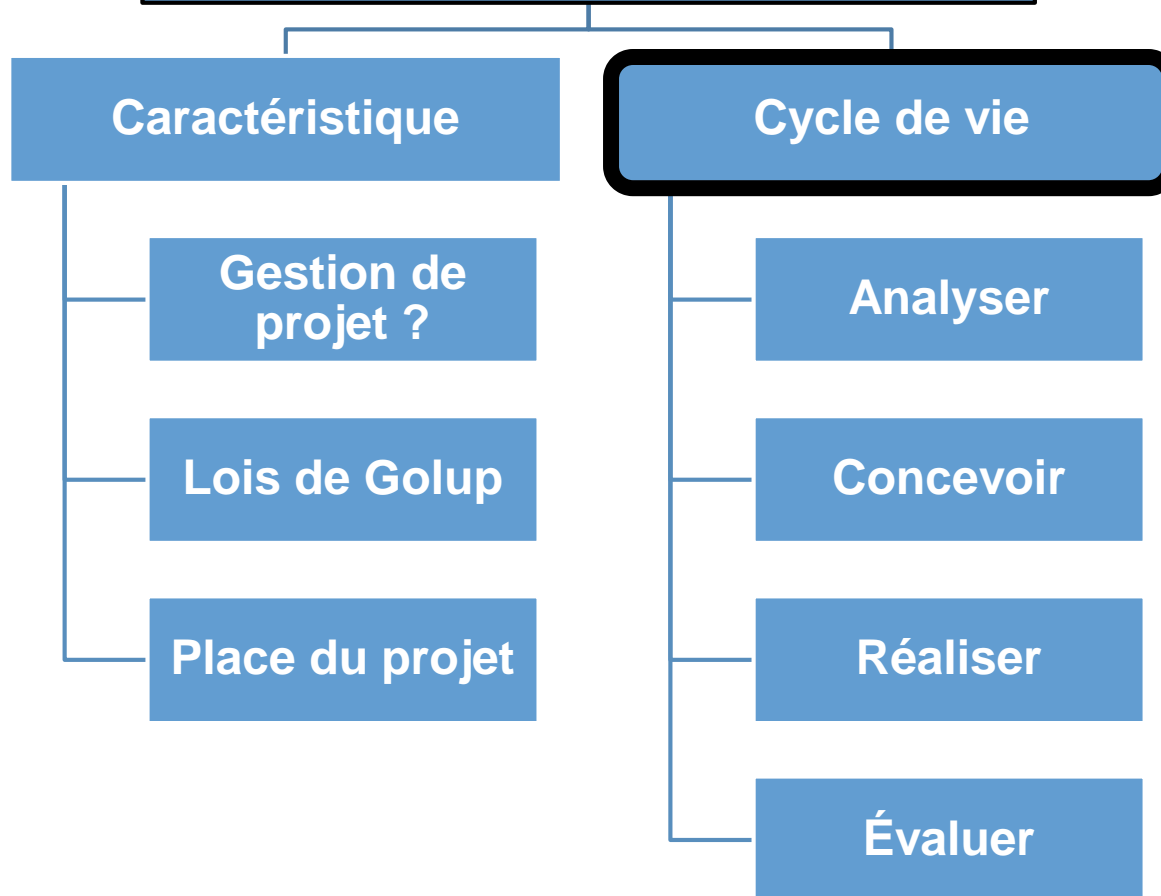 Caractéristique
Gestion de
projet ?
Lois de Golup
Place du projet
Cycle de vie
Analyser
Concevoir
Réaliser
Évaluer